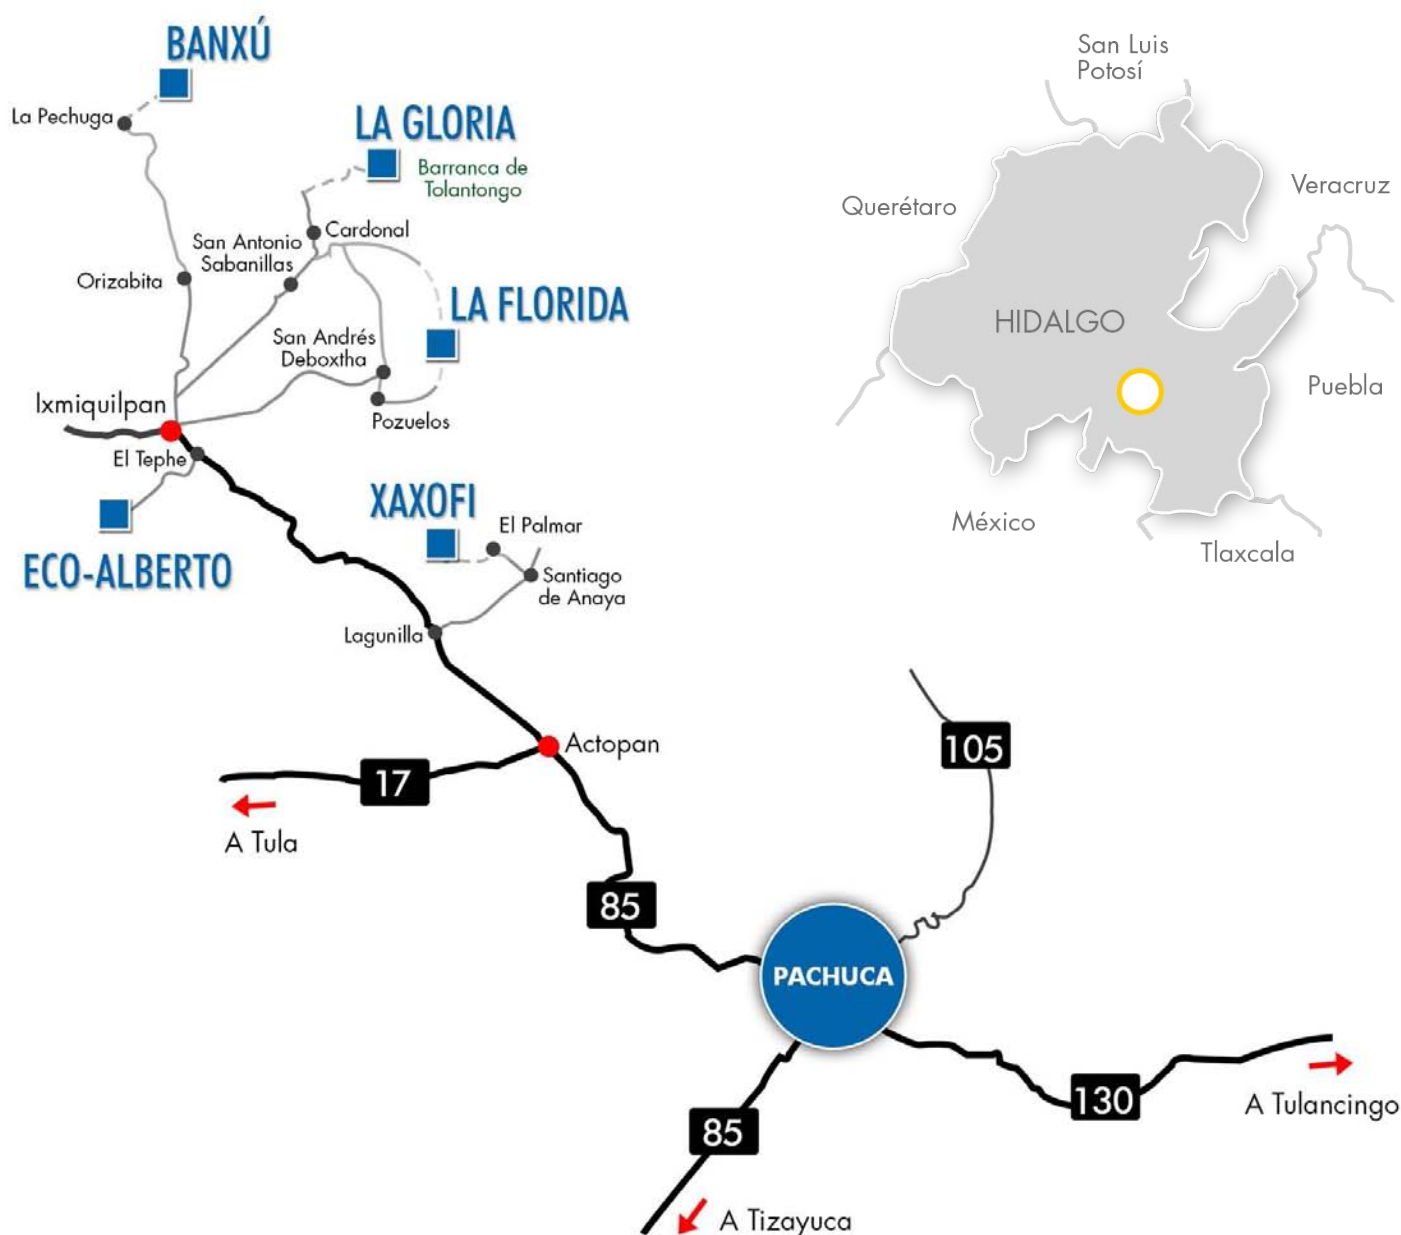 BANXÚ
La Pechuga
LA GLORIA
Barranca de
Tolantongo
Cardonal
San Antonio
Sabanillas
Orizabita
LA FLORIDA
San Andrés
Deboxtha
Ixmiquilpan
Pozuelos
El Tephe
ECO-ALBERTO
XAXOFI
El Palmar
Santiago
de Anaya
Lagunilla
Actopan
17
A Tula
85
PACHUCA
105
130
A Tulancingo
85
A Tizayuca
San Luis
Potosí
Querétaro
Veracruz
HIDALGO
Puebla
México
Tlaxcala